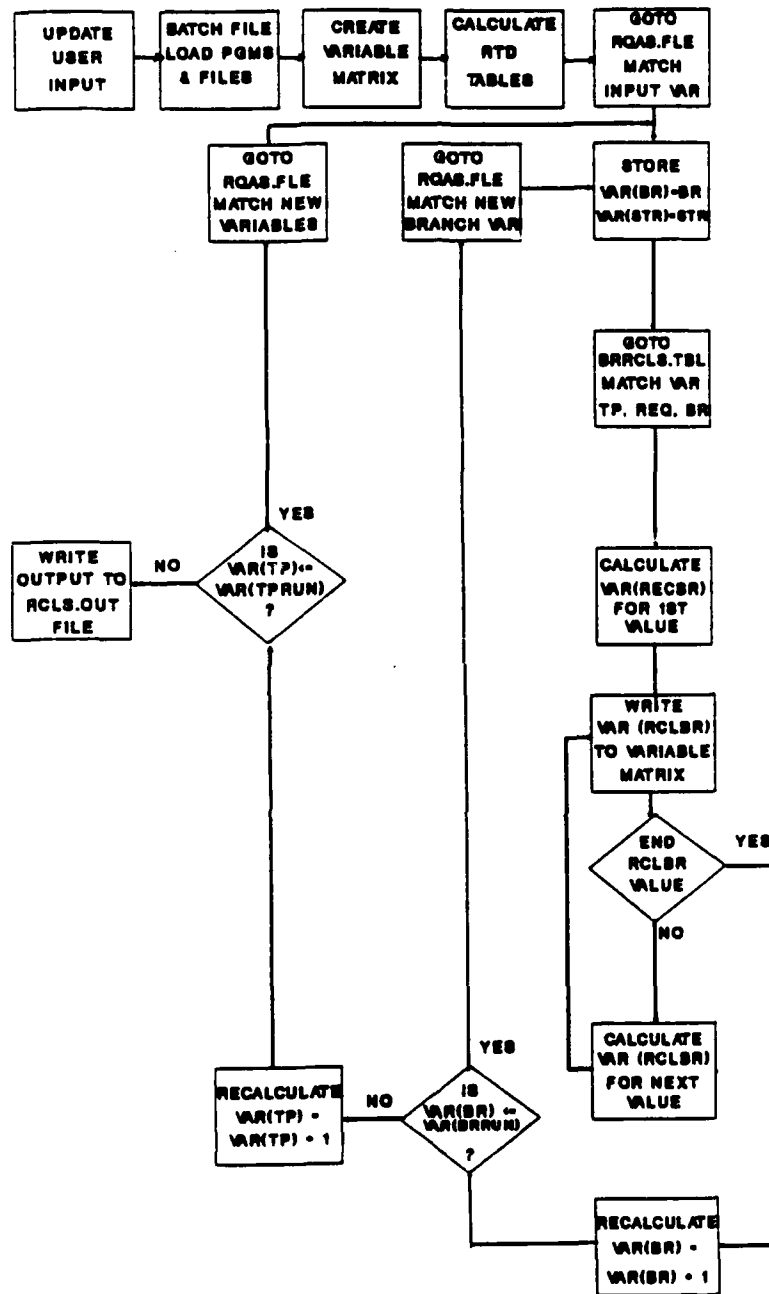 UPDATE
USER
INPUT
BATCH FILE
LOAD PGMS
& FILES
CREATE
VARIABLE
MATRIX
CALCULATE
RTD
TABLES
GOTO
RQAS.FLE
MATCH
INPUT VAR
GOTO
RQAS.FLE
MATCH NEW
VARIABLES
GOTO
RQAS.FLE
MATCH NEW
BRANCH VAR
STORE
VAR(BR)=BR
VAR(STR)=STR
GOTO
BRRCLS.TBL
MATCH VAR
TP, REQ, BR
YES
IS
VAR(TP)<=
VAR(TPRUN)
?
NO
WRITE
OUTPUT TO
RCLS.OUT
FILE
CALCULATE
VAR(RECBR)
FOR 1ST
VALUE
WRITE
VAR (RCLBR)
TO VARIABLE
MATRIX
END
RCLBR
VALUE
YES
NO
CALCULATE
VAR (RCLBR)
FOR NEXT
VALUE
YES
IS
VAR(BR) <=
VAR(BRRUN)
?
NO
RECALCULATE
VAR(TP) =
VAR(TP) + 1
RECALCULATE
VAR(BR) =
VAR(BR) + 1